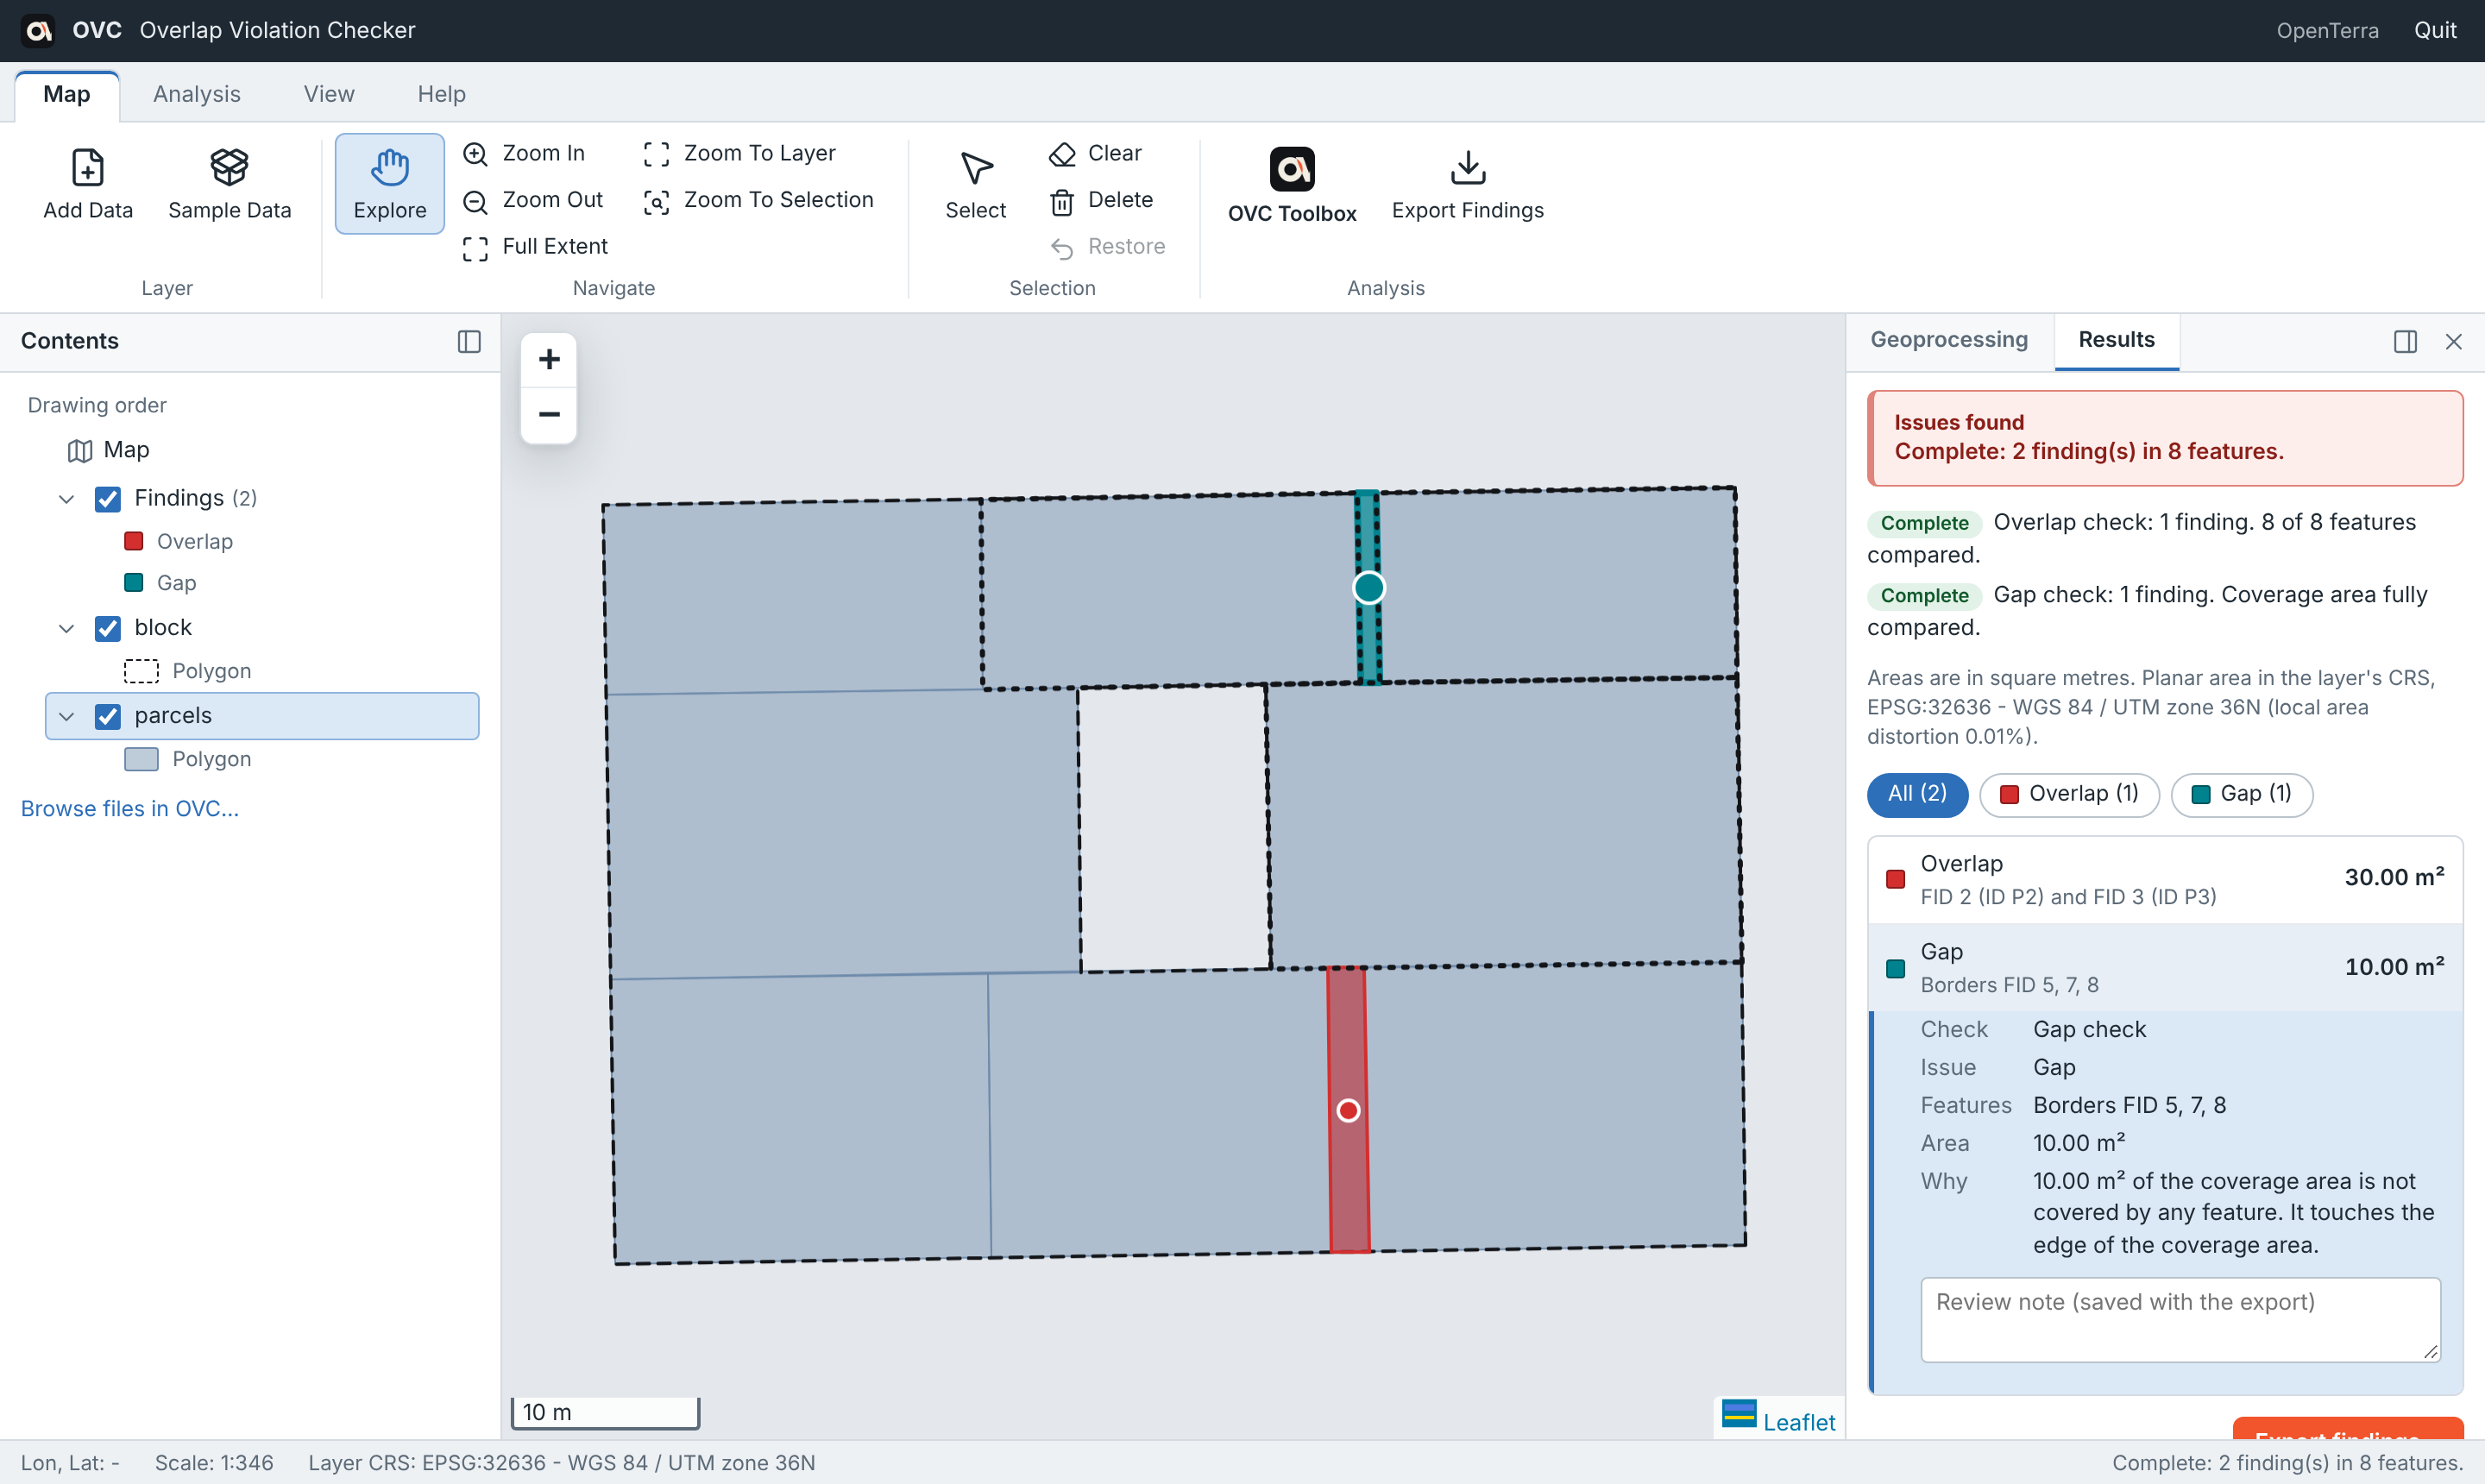 OVC Overlap Violation Checker
OpenTerra Quit
Map Analysis View Help
Add Data
Sample Data
Layer
Explore
Zoom In
Zoom Out
Full Extent
Zoom To Layer
Zoom To Selection
Navigate
Select
Clear
Delete
Restore
Selection
OVC Toolbox
Export Findings
Analysis
Contents
Drawing order
Map
Findings (2)
Overlap
Gap
block
Polygon
parcels
Polygon
Browse files in OVC...
+
−
10 m
Leaflet
Geoprocessing Results
Issues found
Complete: 2 finding(s) in 8 features.
Complete Overlap check: 1 finding. 8 of 8 features
compared.
Complete Gap check: 1 finding. Coverage area fully
compared.
Areas are in square metres. Planar area in the layer's CRS,
EPSG:32636 - WGS 84 / UTM zone 36N (local area
distortion 0.01%).
All (2) Overlap (1) Gap (1)
Overlap
FID 2 (ID P2) and FID 3 (ID P3)
30.00 m²
Gap
Borders FID 5, 7, 8
10.00 m²
Check Gap check
Issue Gap
Features Borders FID 5, 7, 8
Area 10.00 m²
Why 10.00 m² of the coverage area is not
covered by any feature. It touches the
edge of the coverage area.
Review note (saved with the export)
Export findings
Lon, Lat: - Scale: 1:346 Layer CRS: EPSG:32636 - WGS 84 / UTM zone 36N
Complete: 2 finding(s) in 8 features.